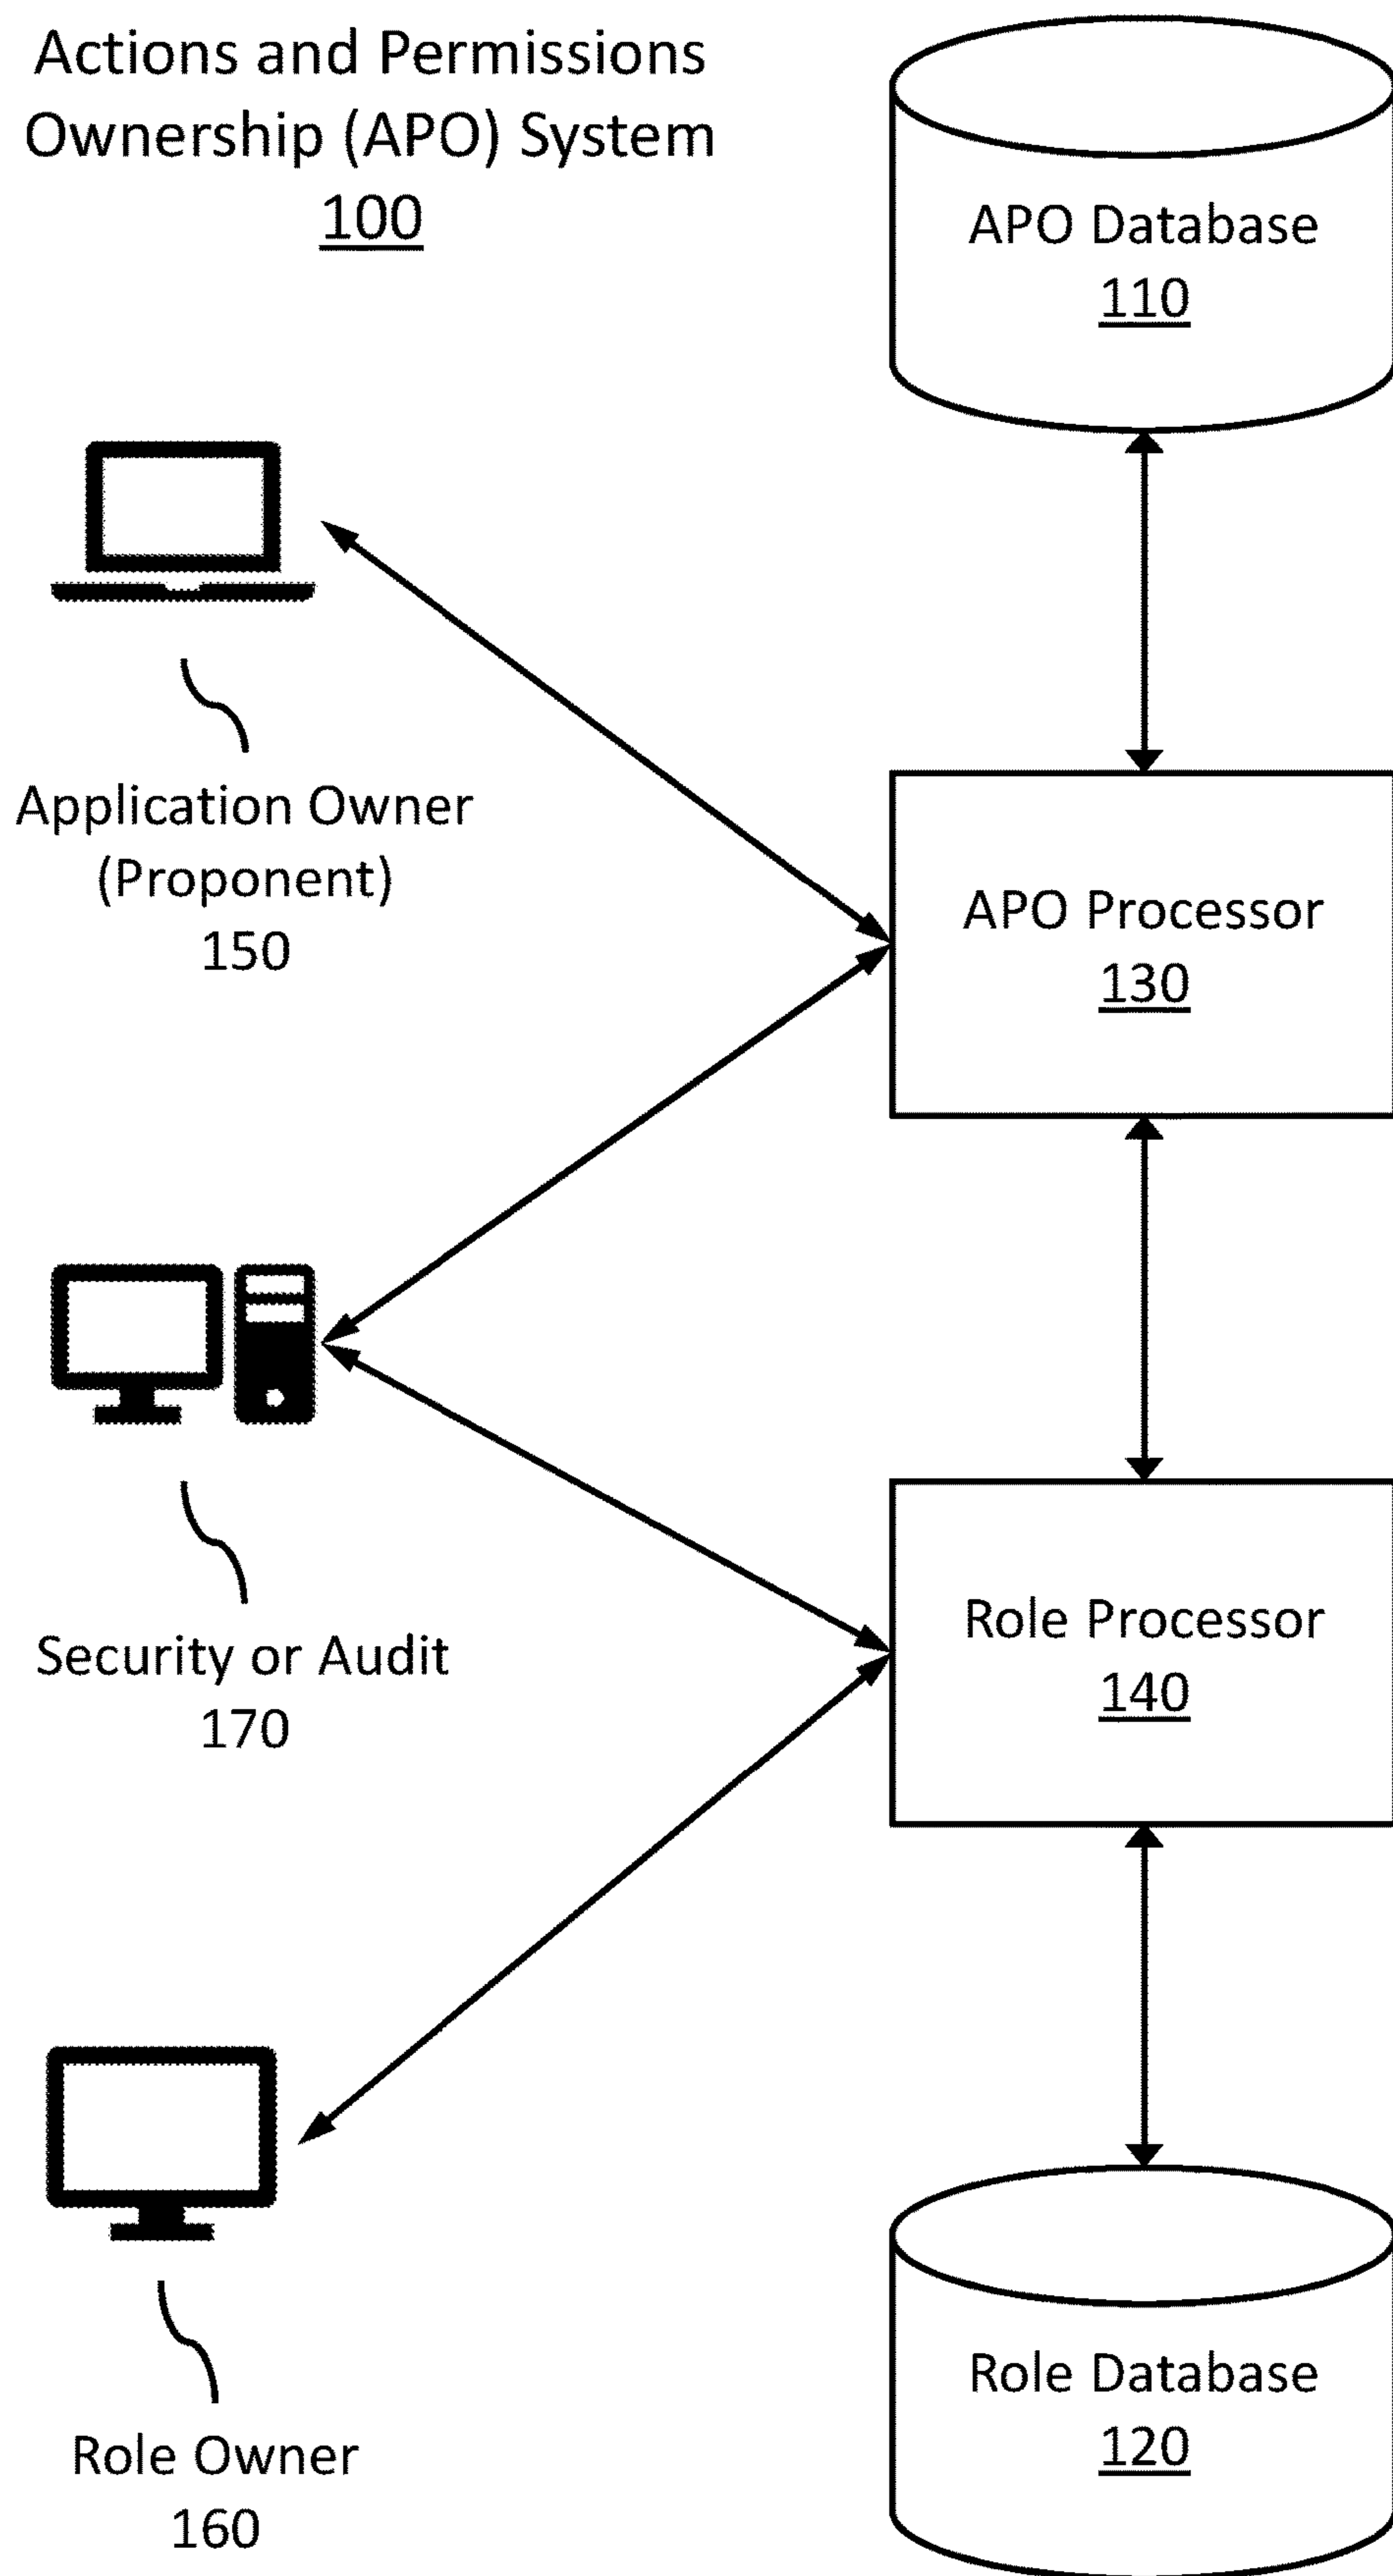 Actions and Permissions
Ownership (APO) System
100
APO Database
110
Application Owner
(Proponent)
150
APO Processor
130
Security or Audit
170
Role Processor
140
Role Owner
160
Role Database
120